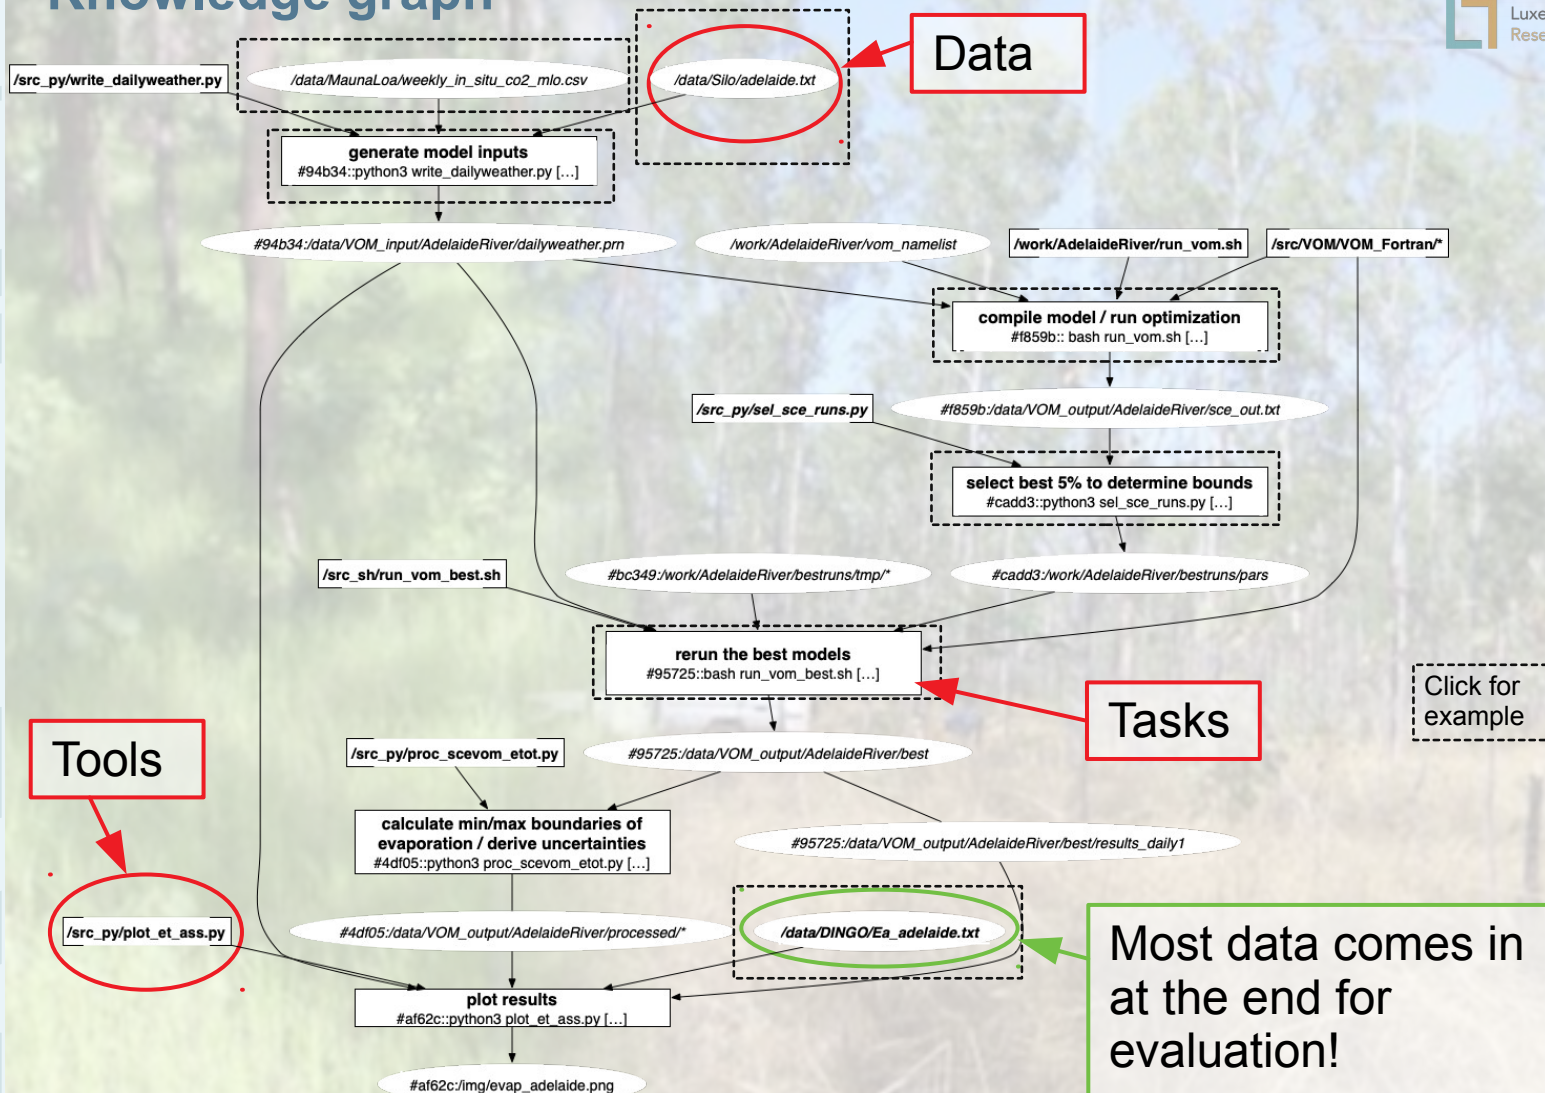 Knowledge graph
Luxe
Rese
Data
/src_py/write_dailyweather.py
/data/MaunaLoa/weekly_in_situ_co2_mlo.csv
/data/Silo/adelaide.txt
generate model inputs
#94b34::python3 write_dailyweather.py [...]
#94b34:/data/VOM_input/AdelaideRiver/dailyweather.prn
/work/AdelaideRiver/vom_namelist
/work/AdelaideRiver/run_vom.sh
/src/VOM/VOM_Fortran/*
compile model / run optimization
#f859b:: bash run_vom.sh [...]
/src_py/sel_sce_runs.py
#f859b:/data/VOM_output/AdelaideRiver/sce_out.txt
select best 5% to determine bounds
#cadd3::python3 sel_sce_runs.py [...]
/src_sh/run_vom_best.sh
#bc349:/work/AdelaideRiver/bestruns/tmp/*
#cadd3:/work/AdelaideRiver/bestruns/pars
rerun the best models
#95725::bash run_vom_best.sh [...]
Click for
example
Tasks
Tools
/src_py/proc_scevom_etot.py
#95725:/data/VOM_output/AdelaideRiver/best
calculate min/max boundaries of
evaporation / derive uncertainties
#4df05::python3 proc_scevom_etot.py [...]
#95725:/data/VOM_output/AdelaideRiver/best/results_daily1
/src_py/plot_et_ass.py
#4df05:/data/VOM_output/AdelaideRiver/processed/*
/data/DINGO/Ea_adelaide.txt
Most data comes in
at the end for
evaluation!
plot results
#af62c::python3 plot_et_ass.py [...]
#af62c:/img/evap_adelaide.png